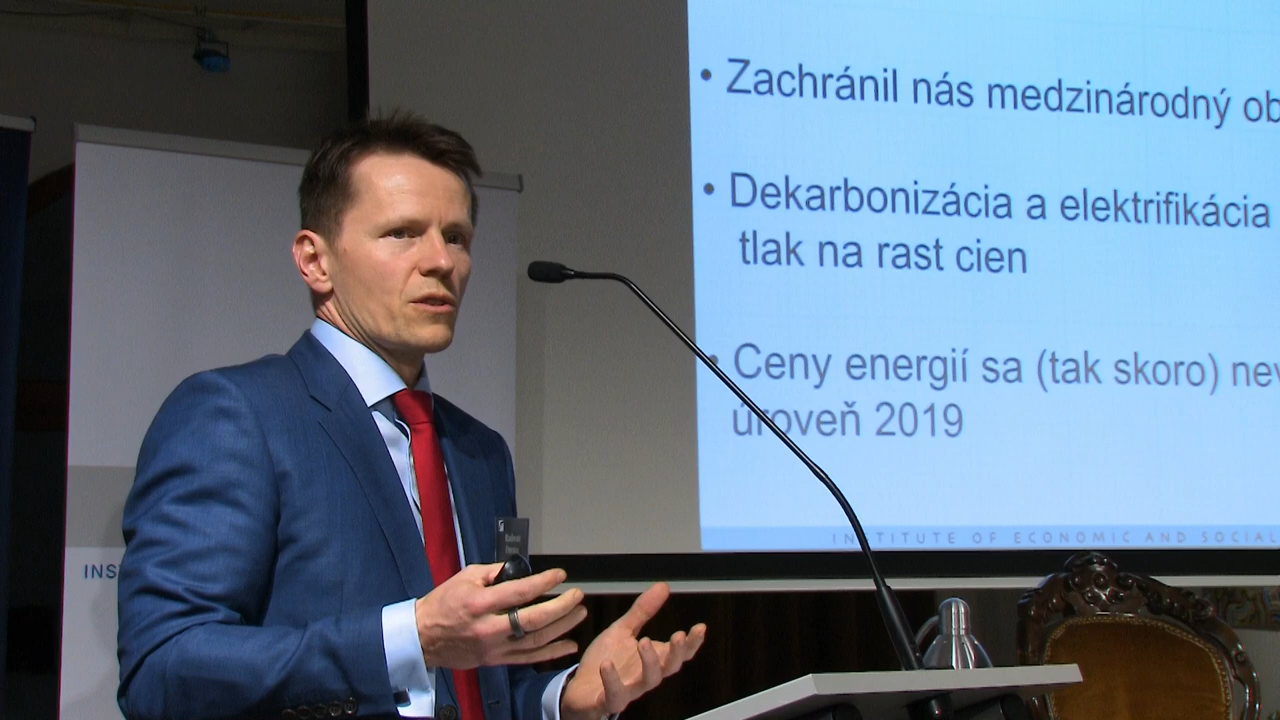 • Zachránil nás medzinárodný ob
• Dekarbonizácia a elektrifikácia
tlak na rast cien
• Ceny energií sa (tak skoro) nev
úroveň 2019
INSTITUTE OF ECONOMIC AND SOCIAL
INS